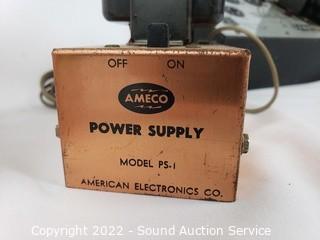 OFF ON
AMECO
POWER SUPPLY
MODEL PS-1
AMERICAN ELECTRONICS CO.
Copyright 2022 - Sound Auction Service